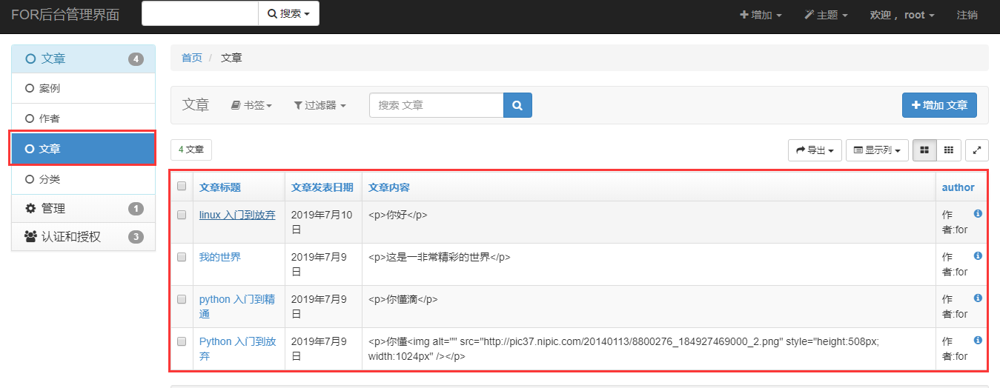 FOR后台管理界面 搜索 增加 主题 欢迎， root 注销
文章 4
案例
作者
文章
分类
管理 1
认证和授权 3
首页 / 文章
文章 书签 过滤器 搜索 文章 增加 文章
4 文章 导出 显示列
文章标题 文章发表日期 文章内容 author
linux 入门到放弃 2019年7月10 <p>你好</p> 作
日 者:for
我的世界 2019年7月9 <p>这是一非常精彩的世界</p> 作
日 者:for
python 入门到精 2019年7月9 <p>你懂滴</p> 作
通 日 者:for
Python 入门到放 2019年7月9 <p>你懂<img alt="" src="http://pic37.nipic.com/20140113/8800276_184927469000_2.png" style="height:508px; 作
弃 日 width:1024px" /></p> 者:for